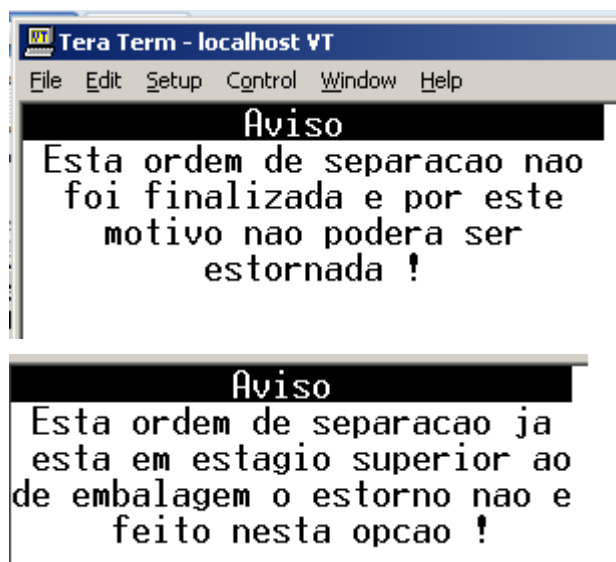 Tera Term - localhost VT
File Edit Setup Control Window Help
Aviso
Esta ordem de separacao nao
foi finalizada e por este
motivo nao podera ser
estornada !
Aviso
Esta ordem de separacao ja
esta em estagio superior ao
de embalagem o estorno nao e
feito nesta opcao !